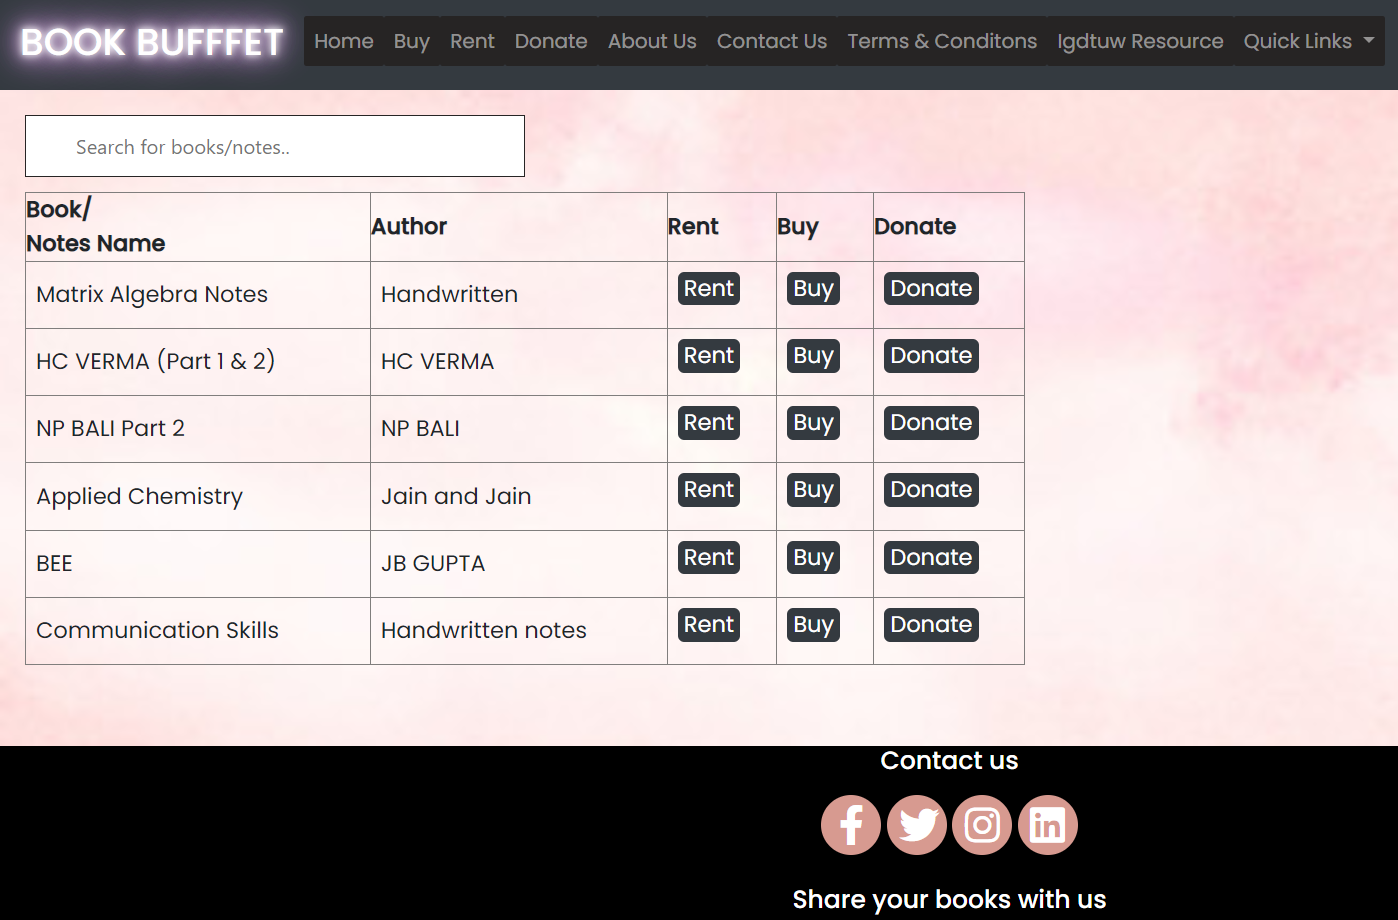 BOOK BUFFFET Home Buy Rent Donate About Us Contact Us Terms & Conditons Igdtuw Resource Quick Links
Search for books/notes..
Book/
Notes Name Author Rent Buy Donate
Matrix Algebra Notes Handwritten Rent Buy Donate
HC VERMA (Part 1 & 2) HC VERMA Rent Buy Donate
NP BALI Part 2 NP BALI Rent Buy Donate
Applied Chemistry Jain and Jain Rent Buy Donate
BEE JB GUPTA Rent Buy Donate
Communication Skills Handwritten notes Rent Buy Donate
Contact us
Share your books with us